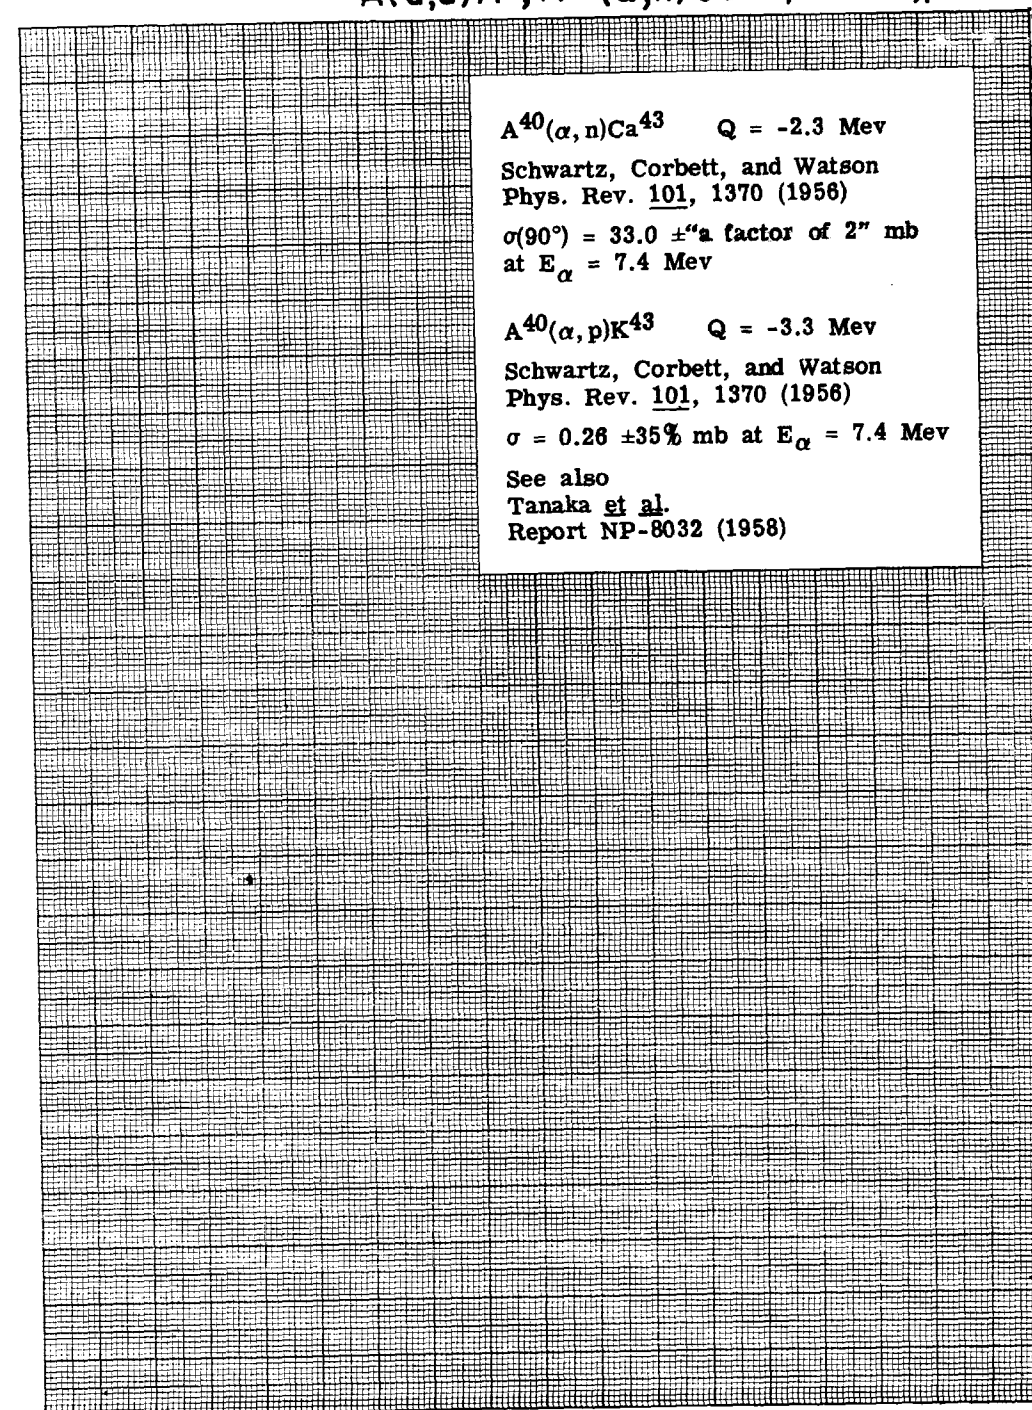 A⁴⁰(α, n)Ca⁴³ Q = -2.3 Mev
Schwartz, Corbett, and Watson
Phys. Rev. 101, 1370 (1956)
σ(90°) = 33.0 ±“a factor of 2” mb
at E_α = 7.4 Mev
A⁴⁰(α, p)K⁴³ Q = -3.3 Mev
Schwartz, Corbett, and Watson
Phys. Rev. 101, 1370 (1956)
σ = 0.26 ±35% mb at E_α = 7.4 Mev
See also
Tanaka et al.
Report NP-8032 (1958)